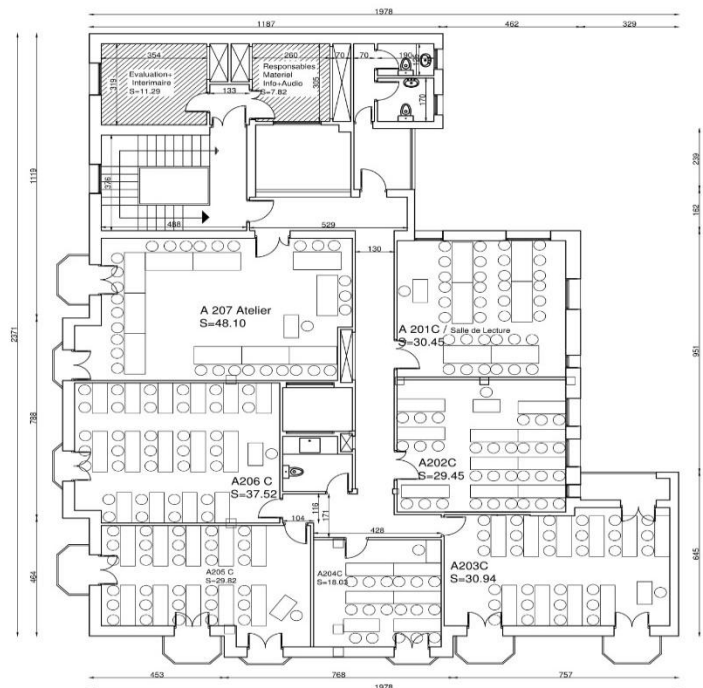 1978
1187
462
329
354
260
70
70
190
120
Evaluation+
Interimaire
S=11.29
Responsables
Materiel
Info+Audio
S=7.82
319
305
133
170
376
488
529
130
239
162
1119
2371
A 207 Atelier
S=48.10
A 201C / Salle de Lecture
S=30.45
951
788
A206 C
S=37.52
A202C
S=29.45
116
171
104
428
A205 C
S=29.82
A204C
S=18.03
A203C
S=30.94
464
645
453
768
757
1978